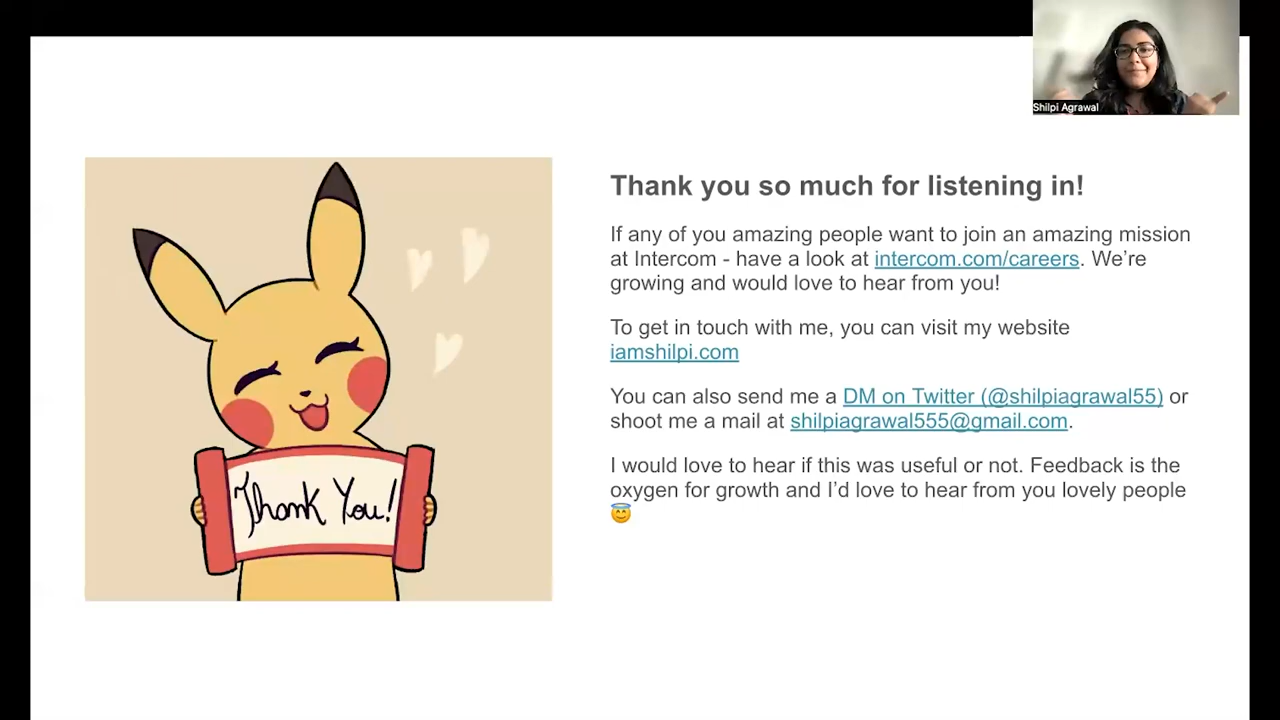 Shilpi Agrawal
Thank You!
Thank you so much for listening in!
If any of you amazing people want to join an amazing mission
at Intercom - have a look at intercom.com/careers. We’re
growing and would love to hear from you!
To get in touch with me, you can visit my website
iamshilpi.com
You can also send me a DM on Twitter (@shilpiagrawal55) or
shoot me a mail at shilpiagrawal555@gmail.com.
I would love to hear if this was useful or not. Feedback is the
oxygen for growth and I’d love to hear from you lovely people
😇